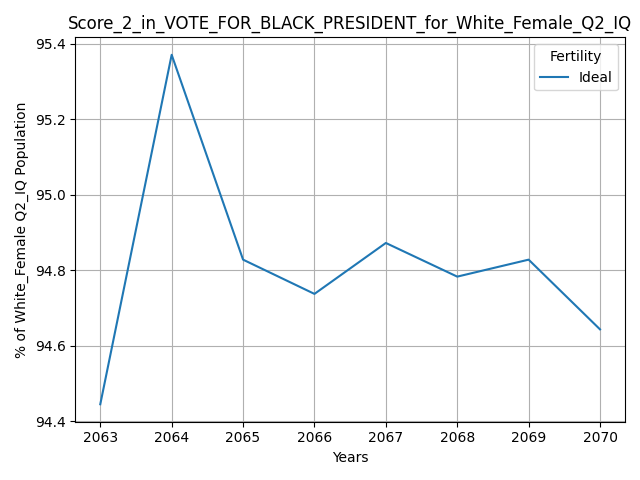 Score_2_in_VOTE_FOR_BLACK_PRESIDENT_for_White_Female_Q2_IQ
Fertility
Ideal
95.4
95.2
95.0
94.8
94.6
94.4
% of White_Female Q2_IQ Population
2063 2064 2065 2066 2067 2068 2069 2070
Years